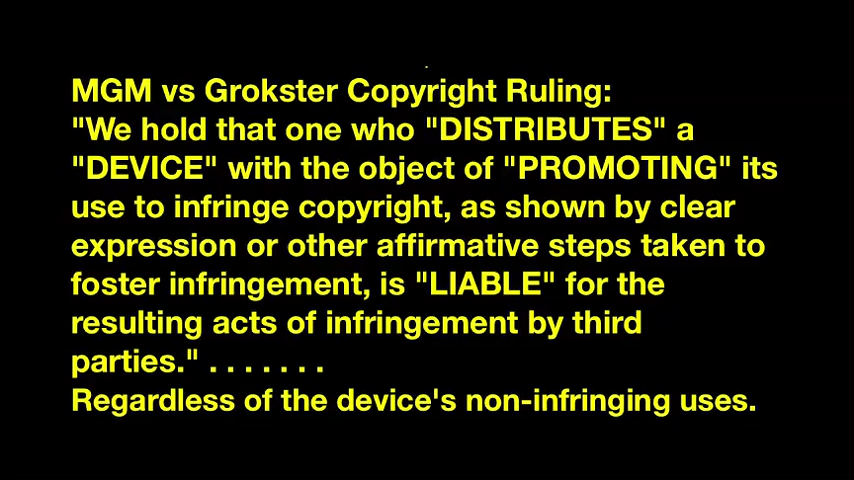 MGM vs Grokster Copyright Ruling:
"We hold that one who "DISTRIBUTES" a
"DEVICE" with the object of "PROMOTING" its
use to infringe copyright, as shown by clear
expression or other affirmative steps taken to
foster infringement, is "LIABLE" for the
resulting acts of infringement by third
parties." . . . . . . .
Regardless of the device's non-infringing uses.